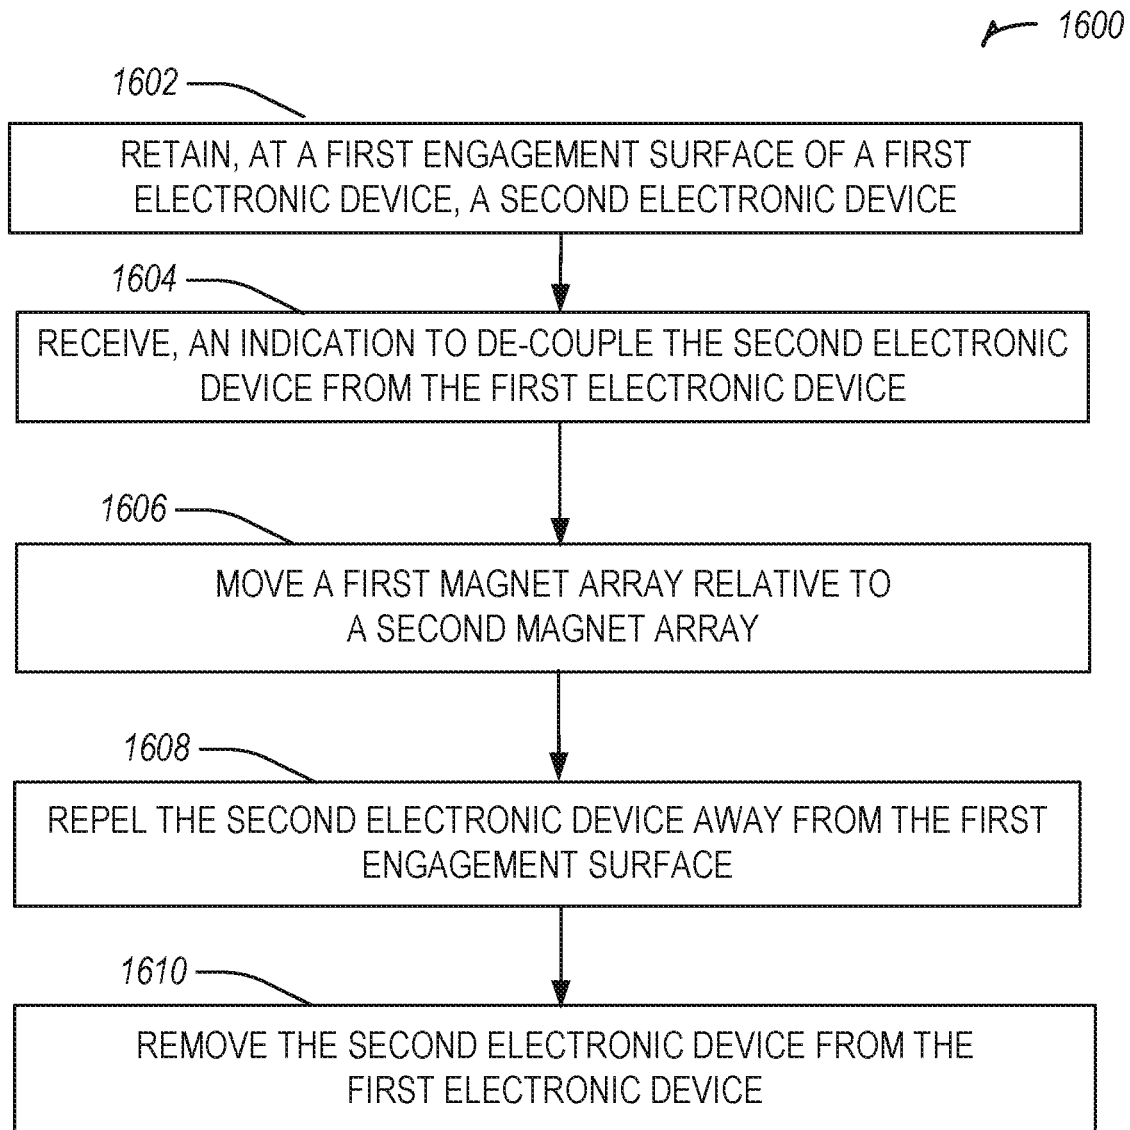 1600
1602
RETAIN, AT A FIRST ENGAGEMENT SURFACE OF A FIRST
ELECTRONIC DEVICE, A SECOND ELECTRONIC DEVICE
1604
RECEIVE, AN INDICATION TO DE-COUPLE THE SECOND ELECTRONIC
DEVICE FROM THE FIRST ELECTRONIC DEVICE
1606
MOVE A FIRST MAGNET ARRAY RELATIVE TO
A SECOND MAGNET ARRAY
1608
REPEL THE SECOND ELECTRONIC DEVICE AWAY FROM THE FIRST
ENGAGEMENT SURFACE
1610
REMOVE THE SECOND ELECTRONIC DEVICE FROM THE
FIRST ELECTRONIC DEVICE